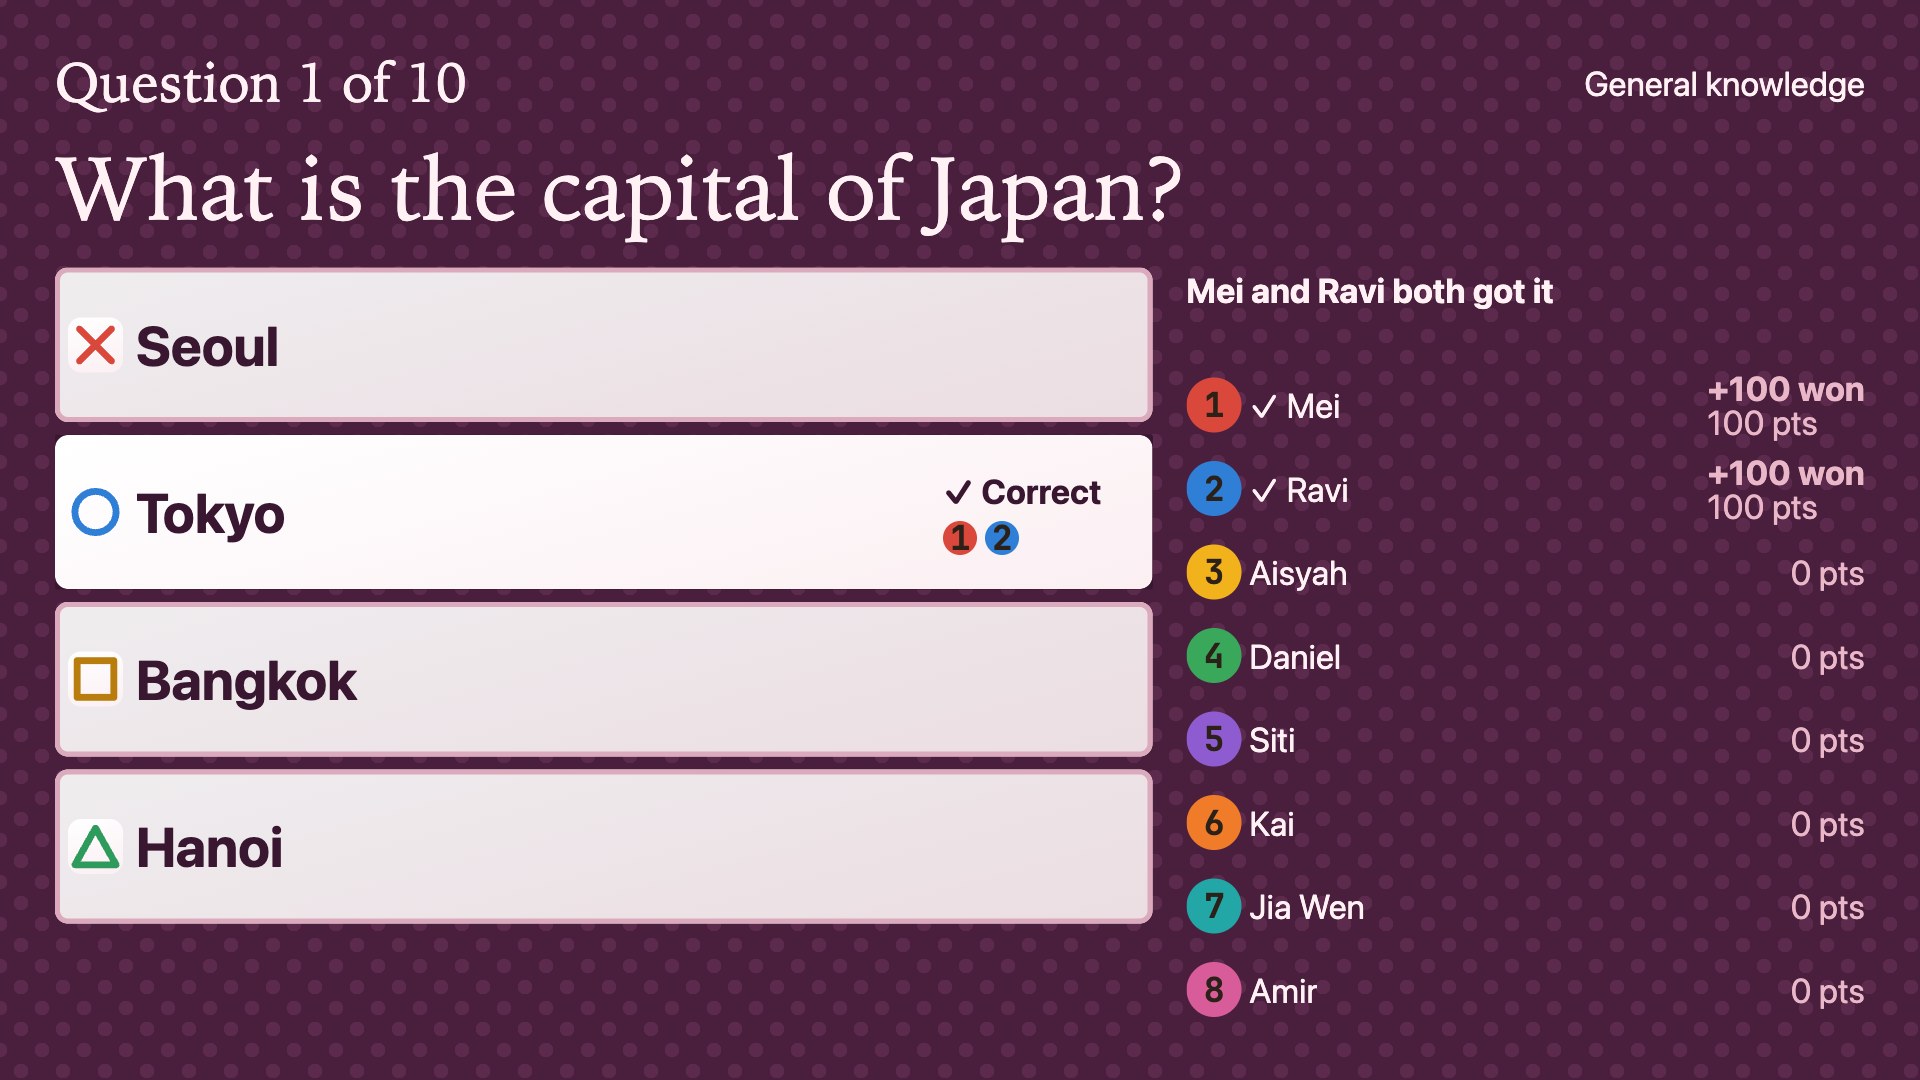 Question 1 of 10
General knowledge
What is the capital of Japan?
Seoul
Tokyo
✓ Correct
1 2
Bangkok
Hanoi
Mei and Ravi both got it
1 ✓ Mei
+100 won
100 pts
2 ✓ Ravi
+100 won
100 pts
3 Aisyah 0 pts
4 Daniel 0 pts
5 Siti 0 pts
6 Kai 0 pts
7 Jia Wen 0 pts
8 Amir 0 pts